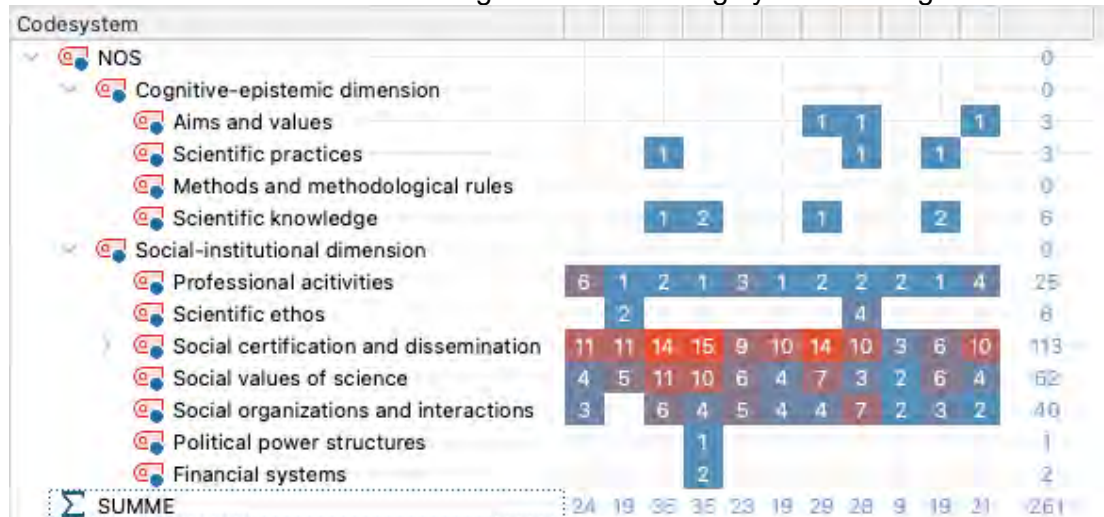 Codesystem
NOS 0
Cognitive-epistemic dimension 0
Aims and values 1 1 1 3
Scientific practices 1 1 1 3
Methods and methodological rules 0
Scientific knowledge 1 2 1 2 6
Social-institutional dimension 0
Professional acitivities 6 1 2 1 3 1 2 2 2 1 4 25
Scientific ethos 2 4 6
Social certification and dissemination 11 11 14 15 9 10 14 10 3 6 10 113
Social values of science 4 5 11 10 6 4 7 3 2 6 4 62
Social organizations and interactions 3 6 4 5 4 4 7 2 3 2 40
Political power structures 1 1
Financial systems 2 2
Σ SUMME 24 19 35 35 23 19 29 28 9 19 21 261